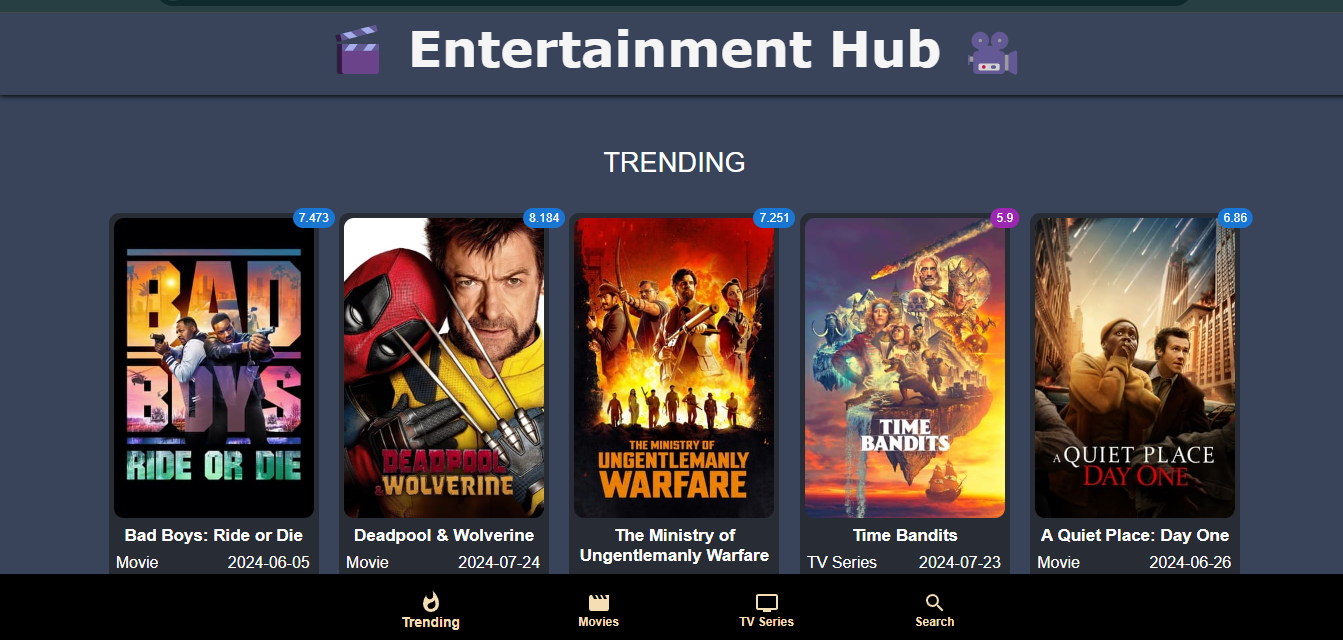 Entertainment Hub
TRENDING
7.473
8.184
7.251
5.9
6.86
BAD
BOYS
RIDE OR DIE
DEADPOOL
& WOLVERINE
THE MINISTRY OF
UNGENTLEMANLY
WARFARE
TIME
BANDITS
A QUIET PLACE
DAY ONE
Bad Boys: Ride or Die
Movie 2024-06-05
Deadpool & Wolverine
Movie 2024-07-24
The Ministry of
Ungentlemanly Warfare
Time Bandits
TV Series 2024-07-23
A Quiet Place: Day One
Movie 2024-06-26
Trending
Movies
TV Series
Search